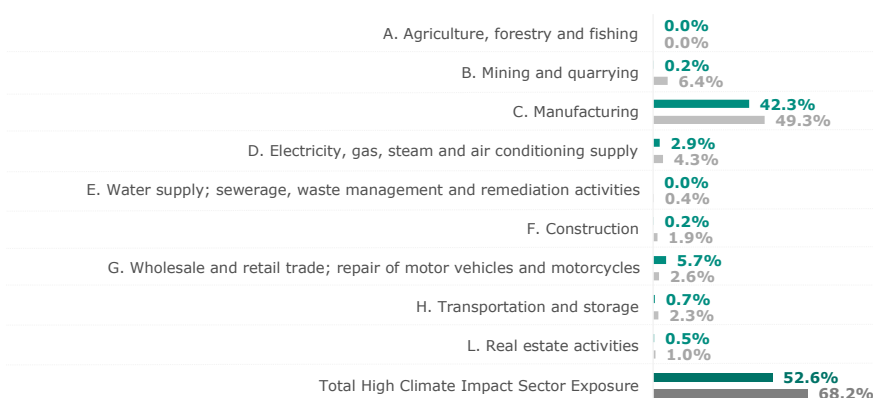 A. Agriculture, forestry and fishing
0.0%
0.0%
B. Mining and quarrying
0.2%
6.4%
C. Manufacturing
42.3%
49.3%
D. Electricity, gas, steam and air conditioning supply
2.9%
4.3%
E. Water supply; sewerage, waste management and remediation activities
0.0%
0.4%
F. Construction
0.2%
1.9%
G. Wholesale and retail trade; repair of motor vehicles and motorcycles
5.7%
2.6%
H. Transportation and storage
0.7%
2.3%
L. Real estate activities
0.5%
1.0%
Total High Climate Impact Sector Exposure
52.6%
68.2%